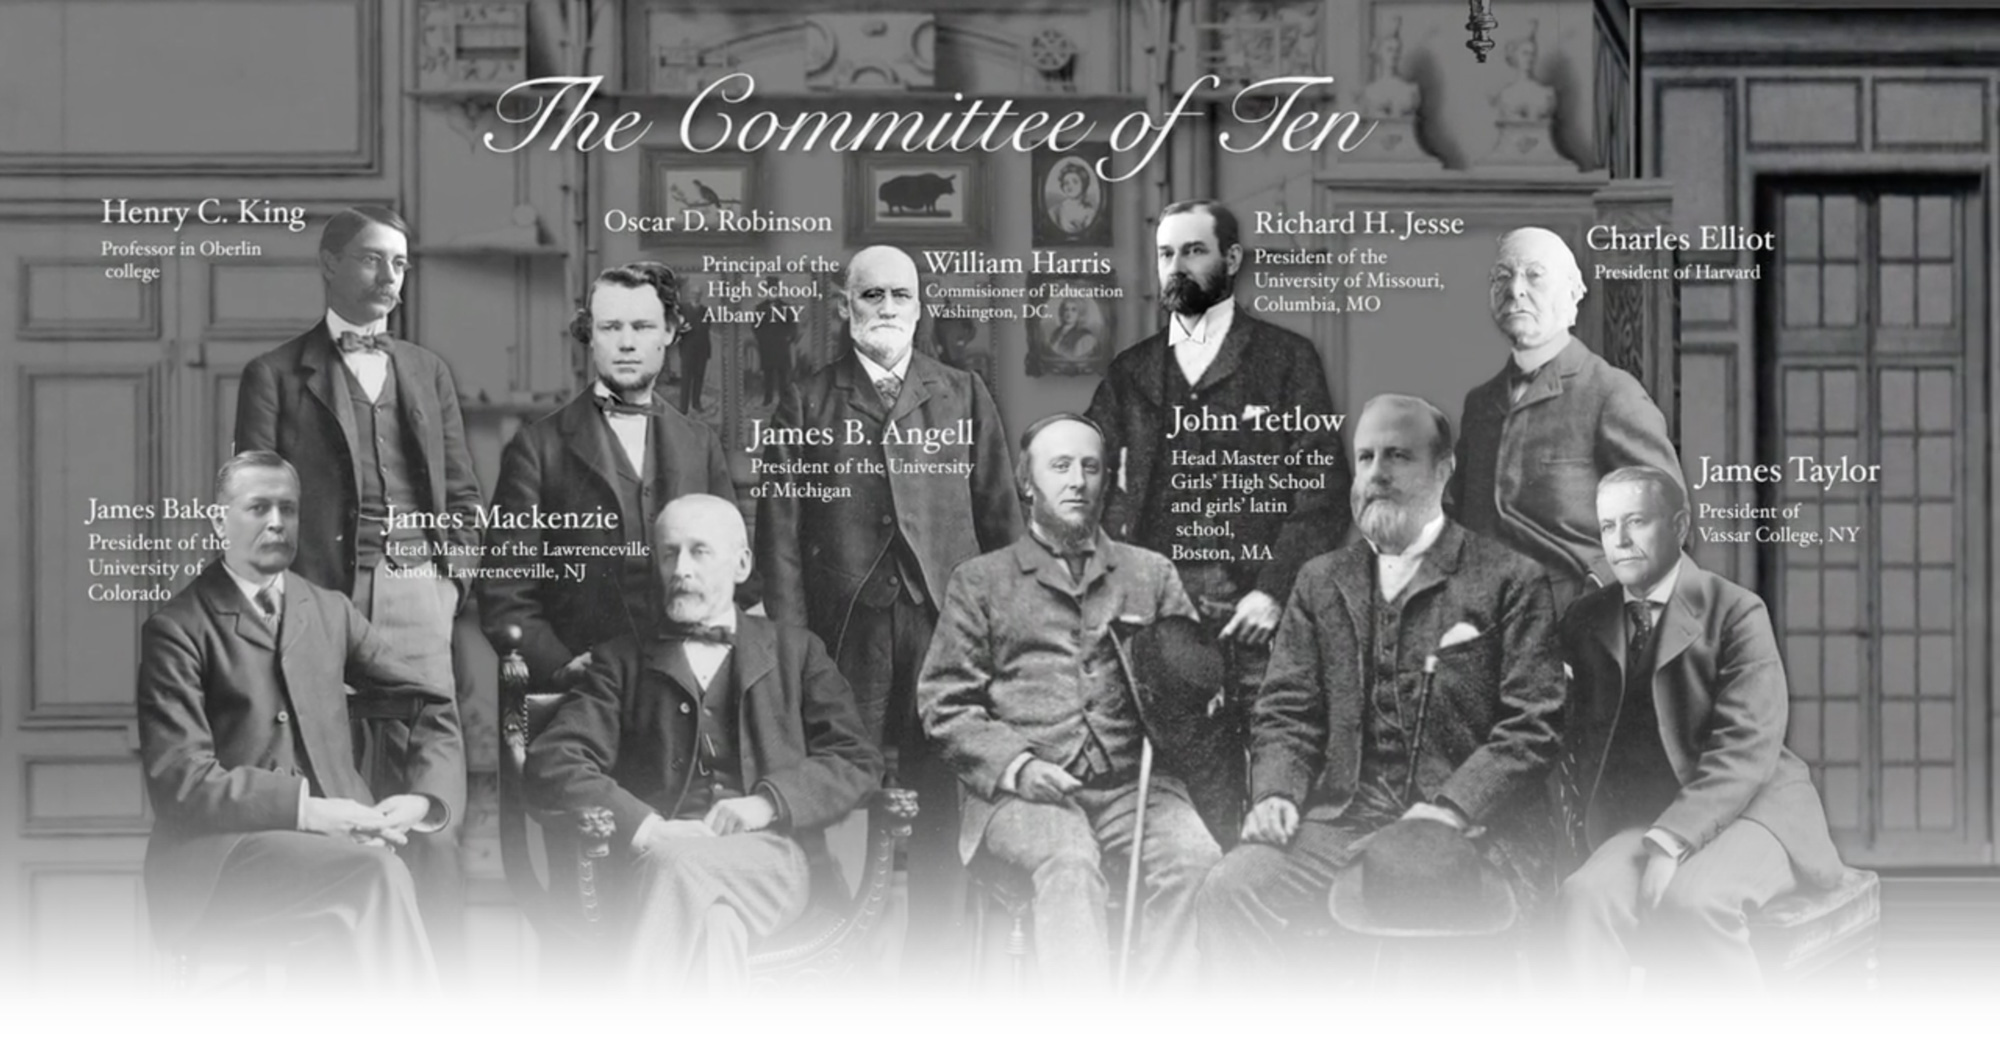 The Committee of Ten
Henry C. King
Professor in Oberlin
college
Oscar D. Robinson
Principal of the
High School,
Albany NY
William Harris
Commisioner of Education
Washington, DC.
Richard H. Jesse
President of the
University of Missouri,
Columbia, MO
Charles Elliot
President of Harvard
James Baker
President of the
University of
Colorado
James Mackenzie
Head Master of the Lawrenceville
School, Lawrenceville, NJ
James B. Angell
President of the University
of Michigan
John Tetlow
Head Master of the
Girls' High School
and girls' latin
school,
Boston, MA
James Taylor
President of
Vassar College, NY